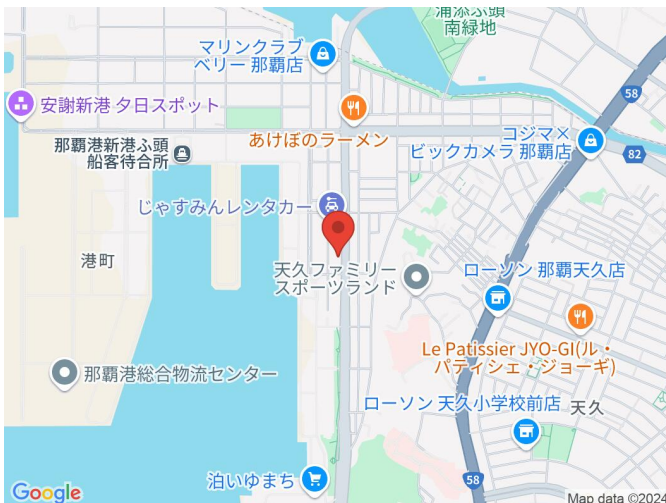 浦添ふ頭
南緑地
マリンクラブ
ベリー 那覇店
58
安謝新港 夕日スポット
あけぼのラーメン
コジマ×
ビックカメラ 那覇店
82
那覇港新港ふ頭
船客待合所
じゃすみんレンタカー
港町
天久ファミリー
スポーツランド
ローソン 那覇天久店
Le Patissier JYO-GI(ル・
パティシェ・ジョーギ)
那覇港総合物流センター
ローソン 天久小学校前店
天久
泊いゆまち
58
Google
Map data ©2024